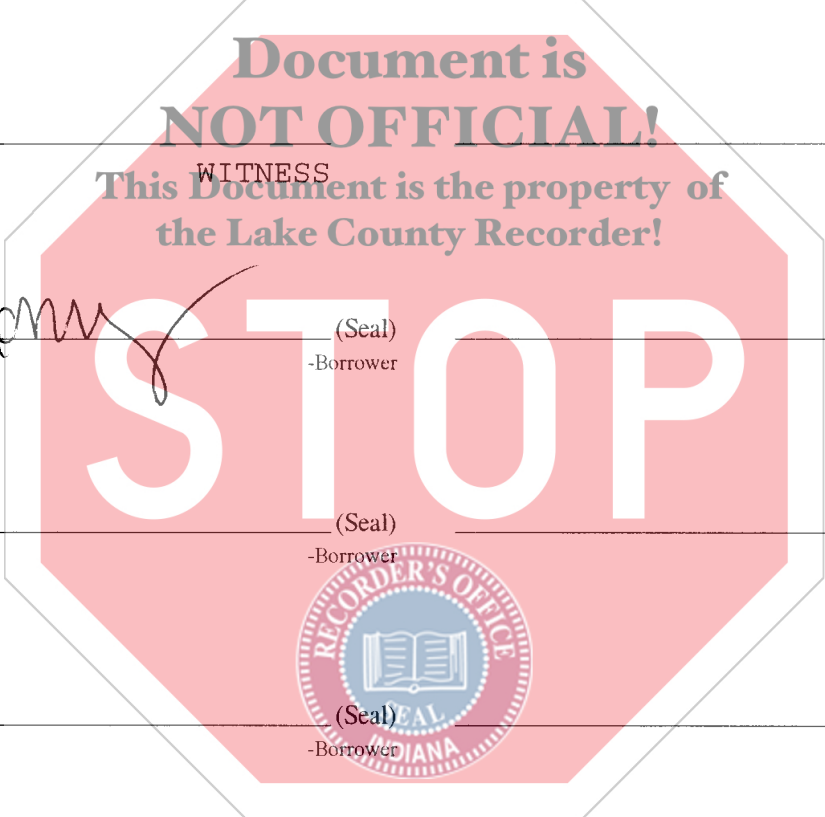 Document is
NOT OFFICIAL!
WITNESS
This Document is the property of
the Lake County Recorder!
STOP
(Seal)
-Borrower
(Seal)
-Borrower
RECORDER'S OFFICE
SEAL
INDIANA
(Seal)
-Borrower